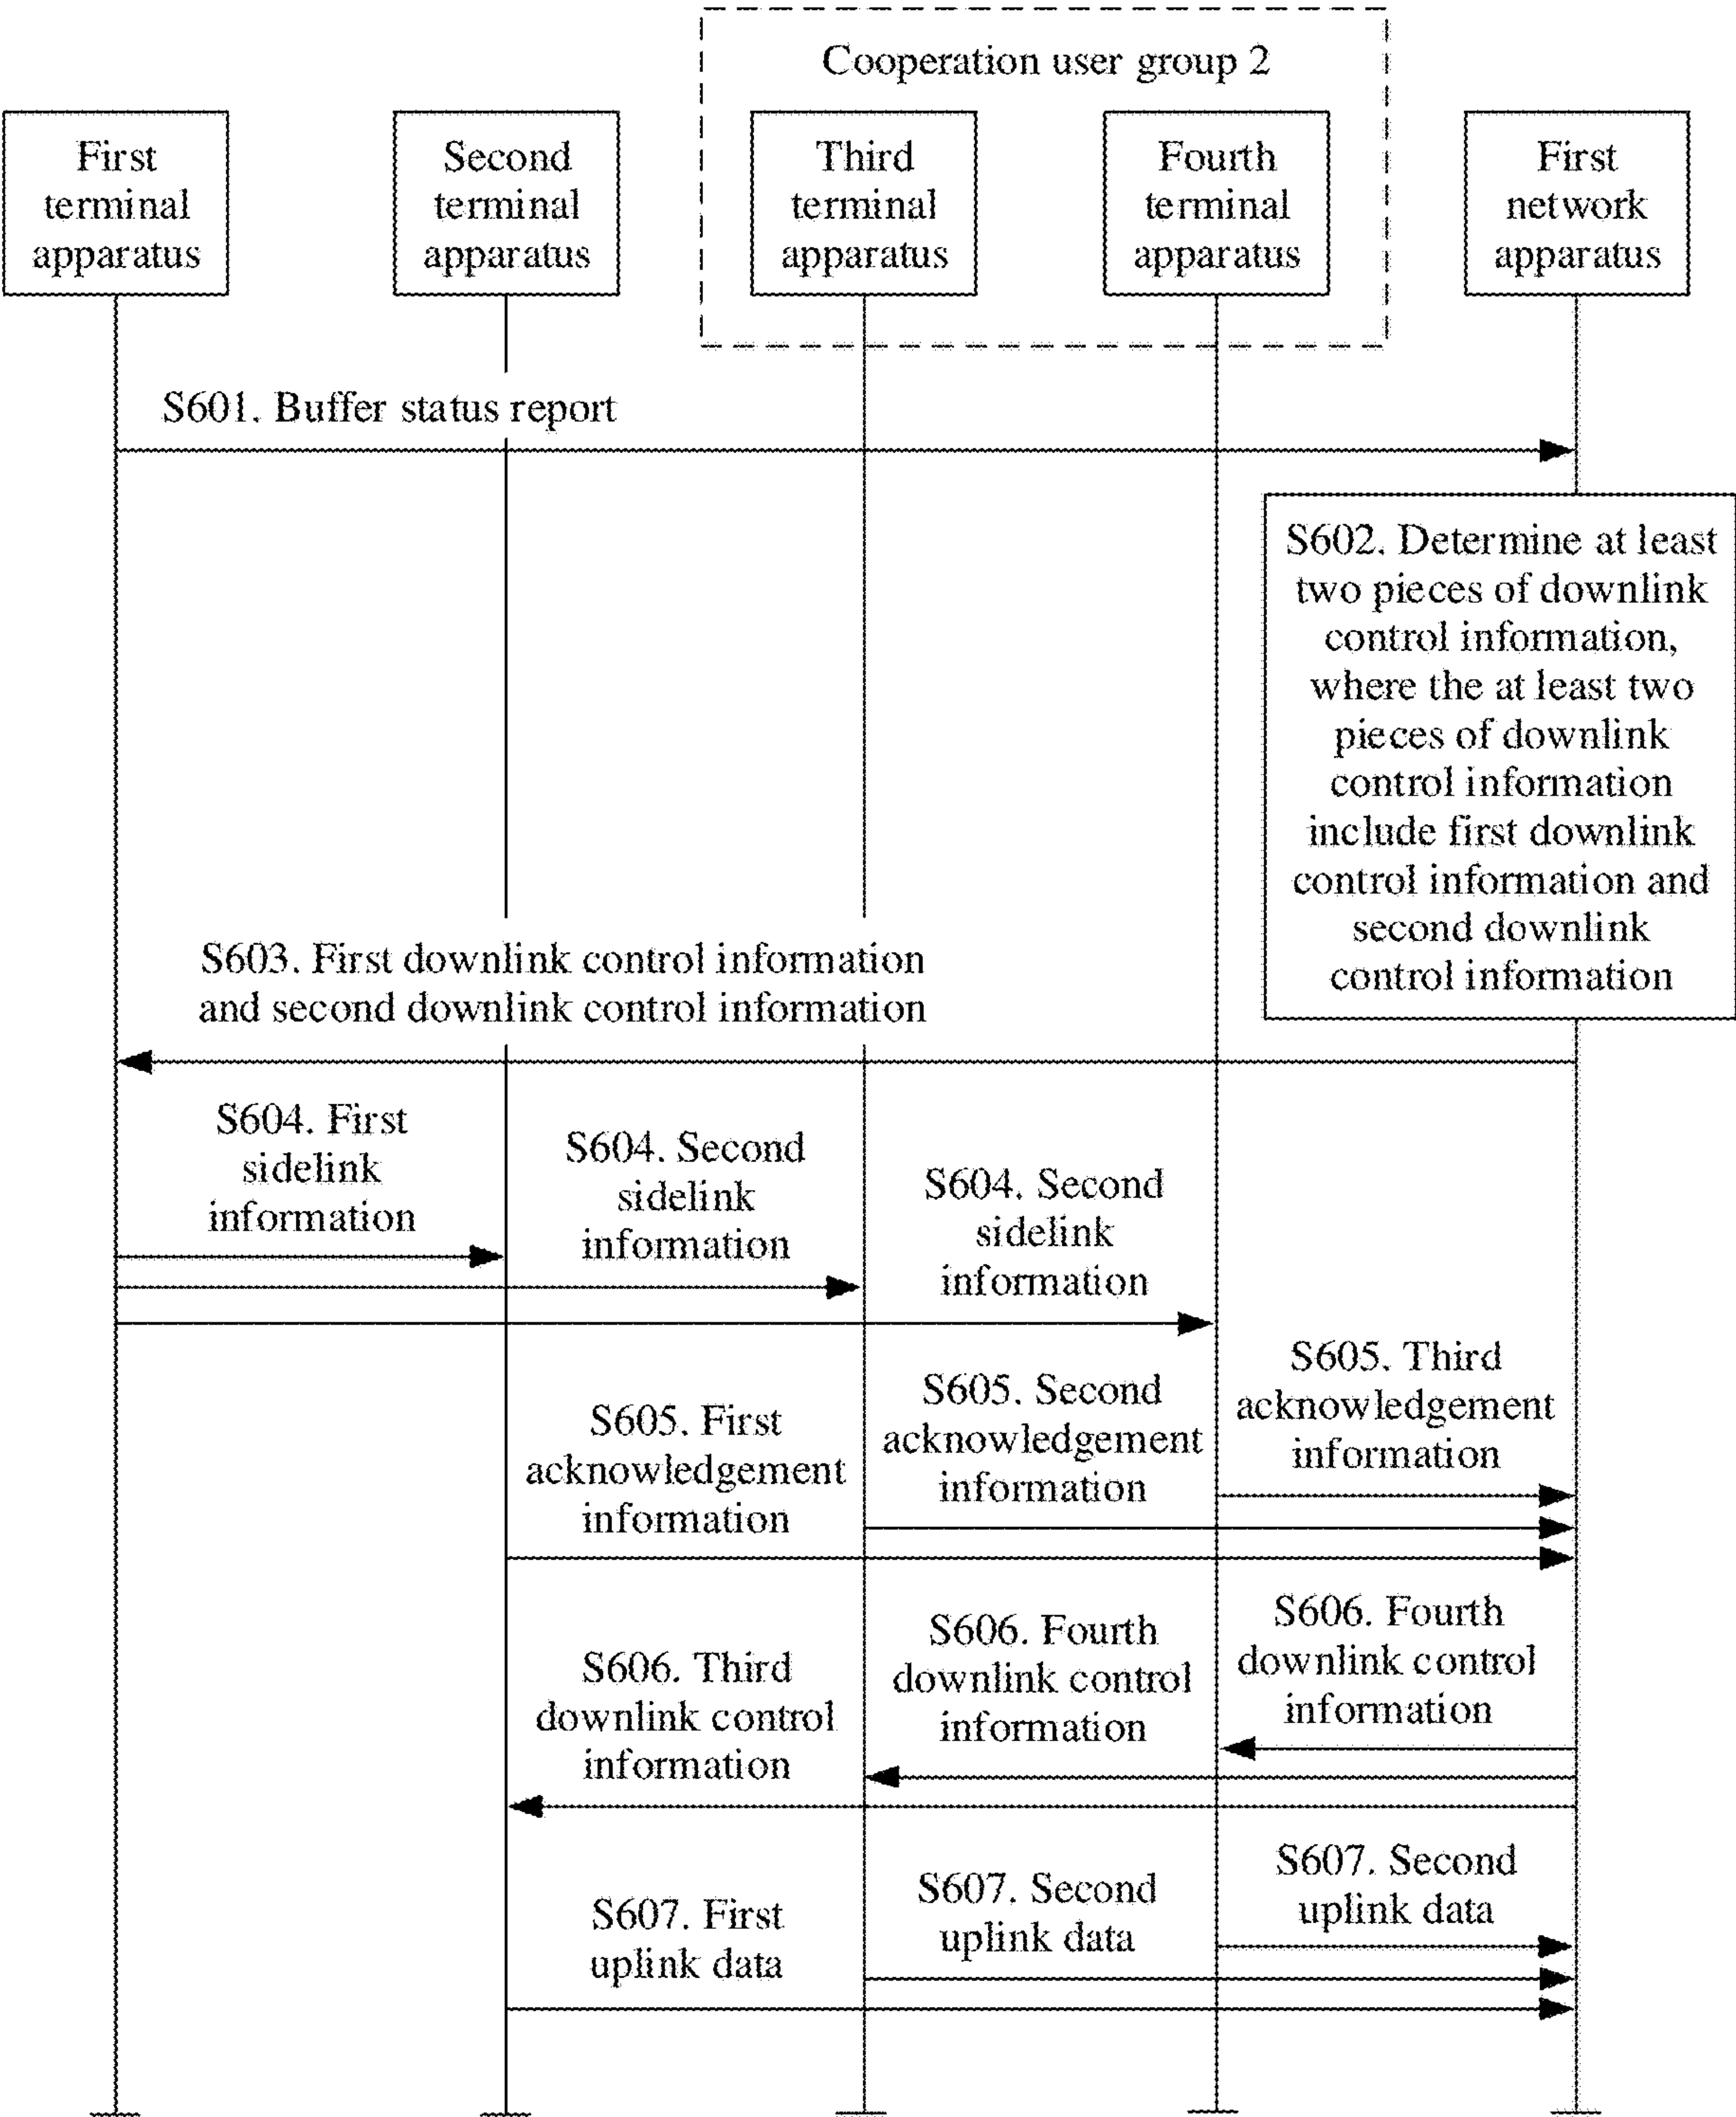 Cooperation user group 2
First
terminal
apparatus
Second
terminal
apparatus
Third
terminal
apparatus
Fourth
terminal
apparatus
First
network
apparatus
S601. Buffer status report
S602. Determine at least
two pieces of downlink
control information,
where the at least two
pieces of downlink
control information
include first downlink
control information and
second downlink
control information
S603. First downlink control information
and second downlink control information
S604. First
sidelink
information
S604. Second
sidelink
information
S604. Second
sidelink
information
S605. First
acknowledgement
information
S605. Second
acknowledgement
information
S605. Third
acknowledgement
information
S606. Third
downlink control
information
S606. Fourth
downlink control
information
S606. Fourth
downlink control
information
S607. First
uplink data
S607. Second
uplink data
S607. Second
uplink data